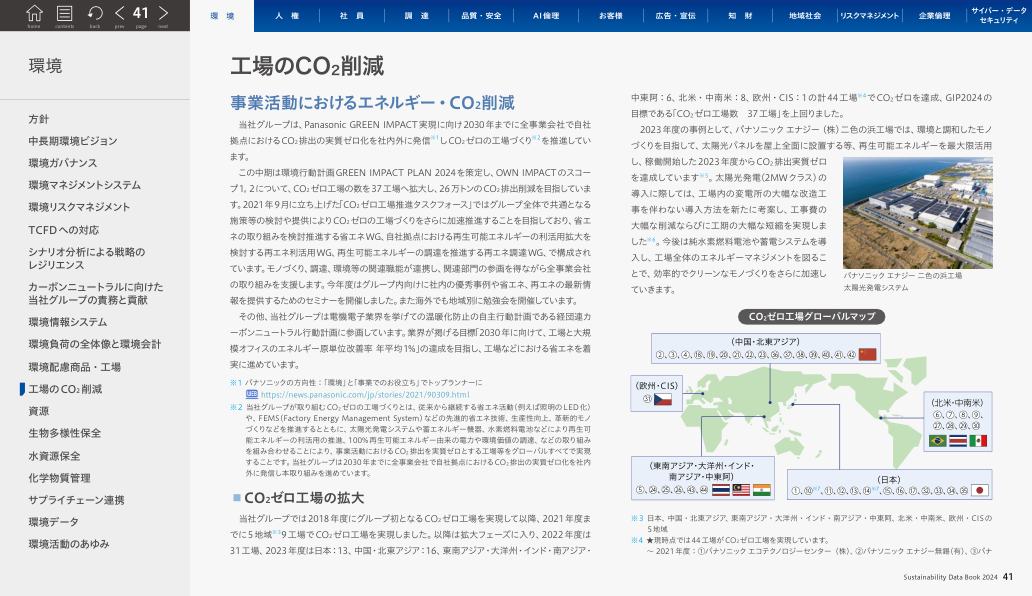 home contents back prev 41 page next
環 境 人 権 社 員 調 達 品質・安全 AI倫理 お客様 広告・宣伝 知 財 地域社会 リスクマネジメント 企業倫理 サイバー・データ
セキュリティ
環境
方針
中長期環境ビジョン
環境ガバナンス
環境マネジメントシステム
環境リスクマネジメント
TCFDへの対応
シナリオ分析による戦略の
レジリエンス
カーボンニュートラルに向けた
当社グループの責務と貢献
環境情報システム
環境負荷の全体像と環境会計
環境配慮商品・工場
工場のCO₂削減
資源
生物多様性保全
水資源保全
化学物質管理
サプライチェーン連携
環境データ
環境活動のあゆみ
工場のCO₂削減
事業活動におけるエネルギー・CO₂削減
当社グループは、Panasonic GREEN IMPACT実現に向け2030年までに全事業会社で自社
拠点におけるCO₂排出の実質ゼロ化を社内外に発信※1しCO₂ゼロの工場づくり※2を推進してい
ます。
この中期は環境行動計画GREEN IMPACT PLAN 2024を策定し、OWN IMPACTのスコー
プ1，2について、CO₂ゼロ工場の数を37工場へ拡大し、26万トンのCO₂排出削減を目指していま
す。2021年9月に立ち上げた「CO₂ゼロ工場推進タスクフォース」ではグループ全体で共通となる
施策等の検討や提供によりCO₂ゼロの工場づくりをさらに加速推進することを目指しており、省エ
ネの取り組みを検討推進する省エネWG、自社拠点における再生可能エネルギーの利活用拡大を
検討する再エネ利活用WG、再生可能エネルギーの調達を推進する再エネ調達WG、で構成され
ています。モノづくり、調達、環境等の関連職能が連携し、関連部門の参画を得ながら全事業会社
の取り組みを支援します。今年度はグループ内向けに社内の優秀事例や省エネ、再エネの最新情
報を提供するためのセミナーを開催しました。また海外でも地域別に勉強会を開催しています。
その他、当社グループは電機電子業界を挙げての温暖化防止の自主行動計画である経団連カ
ーボンニュートラル行動計画に参画しています。業界が掲げる目標「2030年に向けて、工場と大規
模オフィスのエネルギー原単位改善率 年平均1%」の達成を目指し、工場などにおける省エネを着
実に進めています。
※1 パナソニックの方向性：「環境」と「事業でのお役立ち」でトップランナーに
WEB https://news.panasonic.com/jp/stories/2021/90309.html
※2 当社グループが取り組むCO₂ゼロの工場づくりとは、従来から継続する省エネ活動(例えば照明のLED化)
や、FEMS(Factory Energy Management System)などの先進的省エネ技術、生産性向上、革新的モノ
づくりなどを推進するとともに、太陽光発電システムや蓄エネルギー機器、水素燃料電池などにより再生可
能エネルギーの利活用の推進、100%再生可能エネルギー由来の電力や環境価値の調達、などの取り組み
を組み合わせることにより、事業活動におけるCO₂排出を実質ゼロとする工場等をグローバルすべてで実現
することです。当社グループは2030年までに全事業会社で自社拠点におけるCO₂排出の実質ゼロ化を社内
外に発信し本取り組みを進めています。
■ CO₂ゼロ工場の拡大
当社グループでは2018年度にグループ初となるCO₂ゼロ工場を実現して以降、2021年度ま
でに5地域※39工場でCO₂ゼロ工場を実現しました。以降は拡大フェーズに入り、2022年度は
31工場、2023年度は日本：13、中国・北東アジア：16、東南アジア・大洋州・インド・南アジア・
中東阿：6、北米・中南米：8、欧州・CIS：1の計44工場※4でCO₂ゼロを達成、GIP2024の
目標である「CO₂ゼロ工場数 37工場」を上回りました。
2023年度の事例として、パナソニック エナジー（株）二色の浜工場では、環境と調和したモノ
づくりを目指して、太陽光パネルを屋上全面に設置する等、再生可能エネルギーを最大限活用
し、稼働開始した2023年度からCO₂排出実質ゼロ
を達成しています※5。太陽光発電(2MWクラス)の
導入に際しては、工場内の変電所の大幅な改造工
事を伴わない導入方法を新たに考案し、工事費の
大幅な削減ならびに工期の大幅な短縮を実現しま
した※6。今後は純水素燃料電池や蓄電システムを導
入し、工場全体のエネルギーマネジメントを図るこ
とで、効率的でクリーンなモノづくりをさらに加速し
ていきます。
パナソニック エナジー 二色の浜工場
太陽光発電システム
CO₂ゼロ工場グローバルマップ
(中国・北東アジア)
②、③、④、⑱、⑲、⑳、㉑、㉒、㉓、㊱、㊲、㊳、㊴、㊵、㊶、㊷
(欧州・CIS)
㉛
(北米・中南米)
⑥、⑦、⑧、⑨、
㉗、㉘、㉙、㉚
(東南アジア・大洋州・インド・
南アジア・中東阿)
⑤、㉔、㉕、㉖、㊸、㊹
(日本)
①、⑩※7、⑪、⑫、⑬、⑭※7、⑮、⑯、⑰、㉜、㉝、㉞、㉟
※3 日本、中国・北東アジア、東南アジア・大洋州・インド・南アジア・中東阿、北米・中南米、欧州・CISの
5地域
※4 ★現時点では44工場がCO₂ゼロ工場を実現しています。
～2021年度：①パナソニック エコテクノロジーセンター（株）、②パナソニック エナジー無錫(有)、③パナ
Sustainability Data Book 2024 41